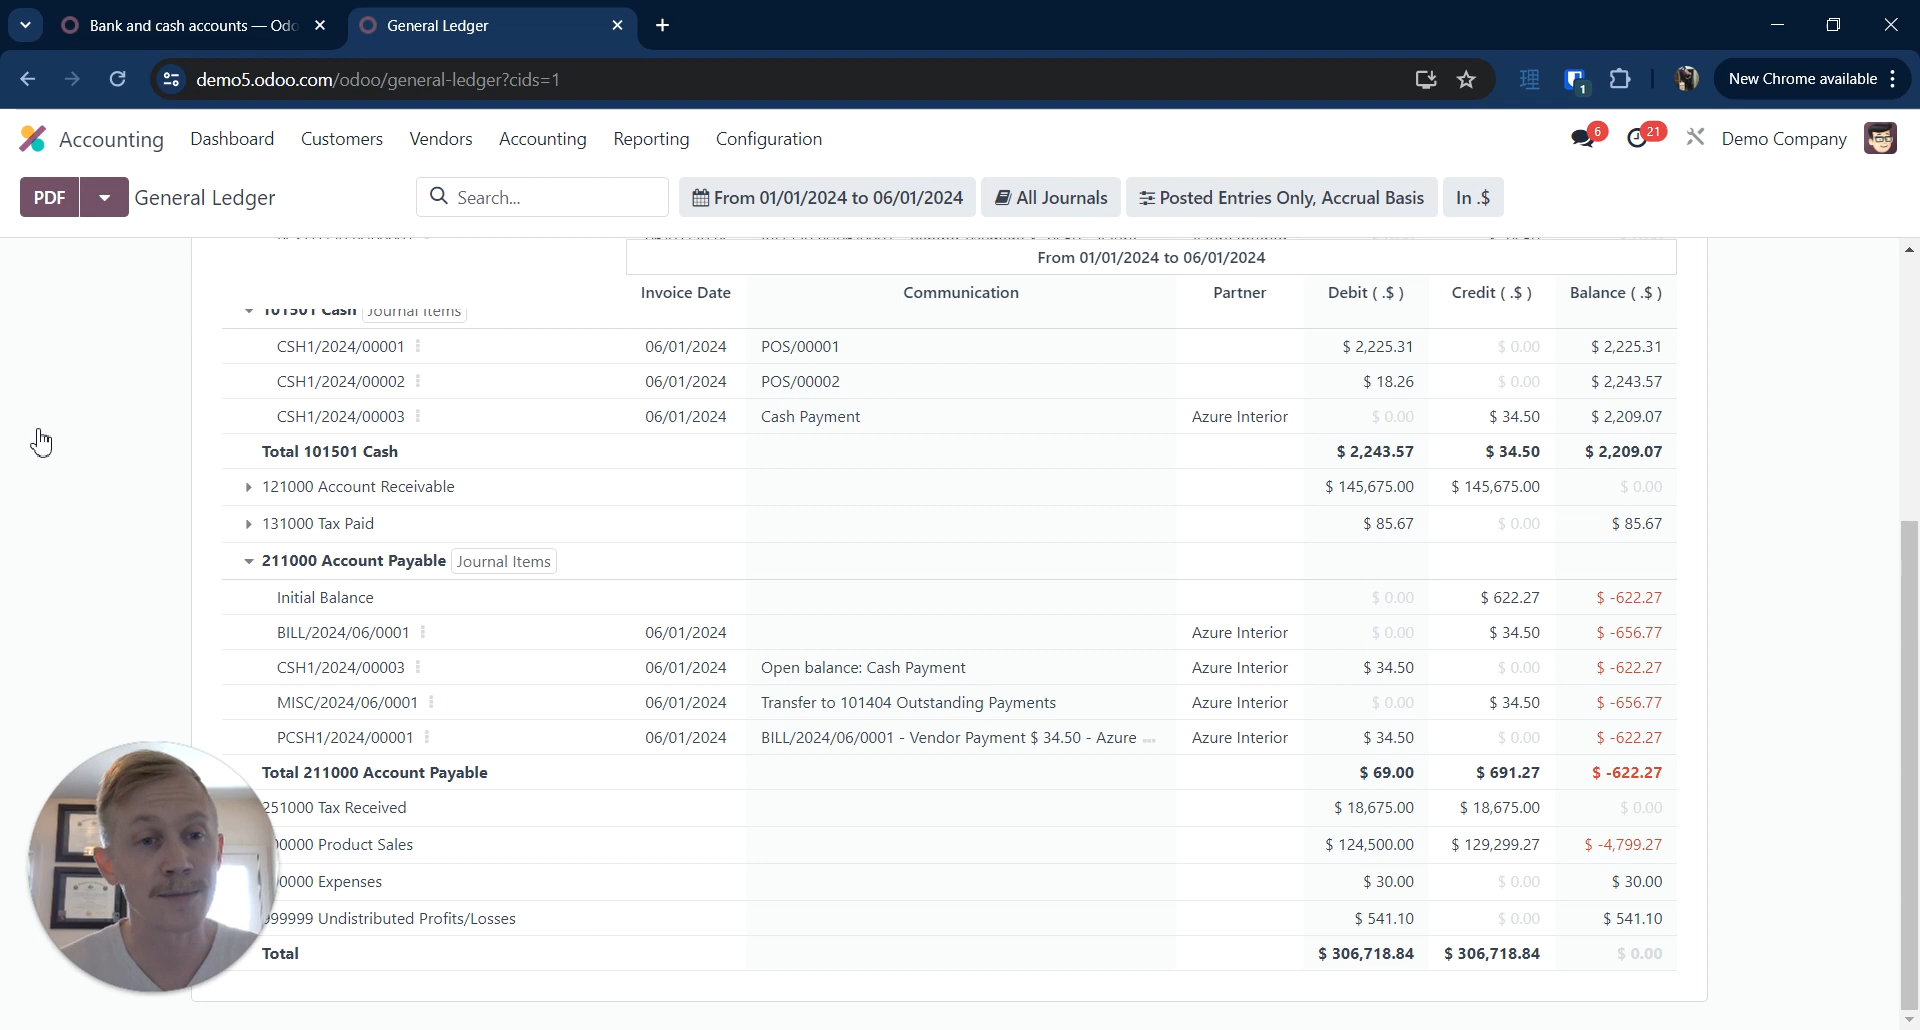 Bank and cash accounts — Odo
General Ledger
demo5.odoo.com/odoo/general-ledger?cids=1
1
New Chrome available
Accounting Dashboard Customers Vendors Accounting Reporting Configuration
6 21 Demo Company
PDF General Ledger Search... From 01/01/2024 to 06/01/2024 All Journals Posted Entries Only, Accrual Basis In .$
From 01/01/2024 to 06/01/2024
Invoice Date Communication Partner Debit ( .$ ) Credit ( .$ ) Balance ( .$ )
101501 Cash Journal Items
CSH1/2024/00001 06/01/2024 POS/00001 $ 2,225.31 $ 0.00 $ 2,225.31
CSH1/2024/00002 06/01/2024 POS/00002 $ 18.26 $ 0.00 $ 2,243.57
CSH1/2024/00003 06/01/2024 Cash Payment Azure Interior $ 0.00 $ 34.50 $ 2,209.07
Total 101501 Cash $ 2,243.57 $ 34.50 $ 2,209.07
121000 Account Receivable $ 145,675.00 $ 145,675.00 $ 0.00
131000 Tax Paid $ 85.67 $ 0.00 $ 85.67
211000 Account Payable Journal Items
Initial Balance $ 0.00 $ 622.27 $ -622.27
BILL/2024/06/0001 06/01/2024 Azure Interior $ 0.00 $ 34.50 $ -656.77
CSH1/2024/00003 06/01/2024 Open balance: Cash Payment Azure Interior $ 34.50 $ 0.00 $ -622.27
MISC/2024/06/0001 06/01/2024 Transfer to 101404 Outstanding Payments Azure Interior $ 0.00 $ 34.50 $ -656.77
PCSH1/2024/00001 06/01/2024 BILL/2024/06/0001 - Vendor Payment $ 34.50 - Azure ... Azure Interior $ 34.50 $ 0.00 $ -622.27
Total 211000 Account Payable $ 69.00 $ 691.27 $ -622.27
251000 Tax Received $ 18,675.00 $ 18,675.00 $ 0.00
00000 Product Sales $ 124,500.00 $ 129,299.27 $ -4,799.27
0000 Expenses $ 30.00 $ 0.00 $ 30.00
999999 Undistributed Profits/Losses $ 541.10 $ 0.00 $ 541.10
Total $ 306,718.84 $ 306,718.84 $ 0.00